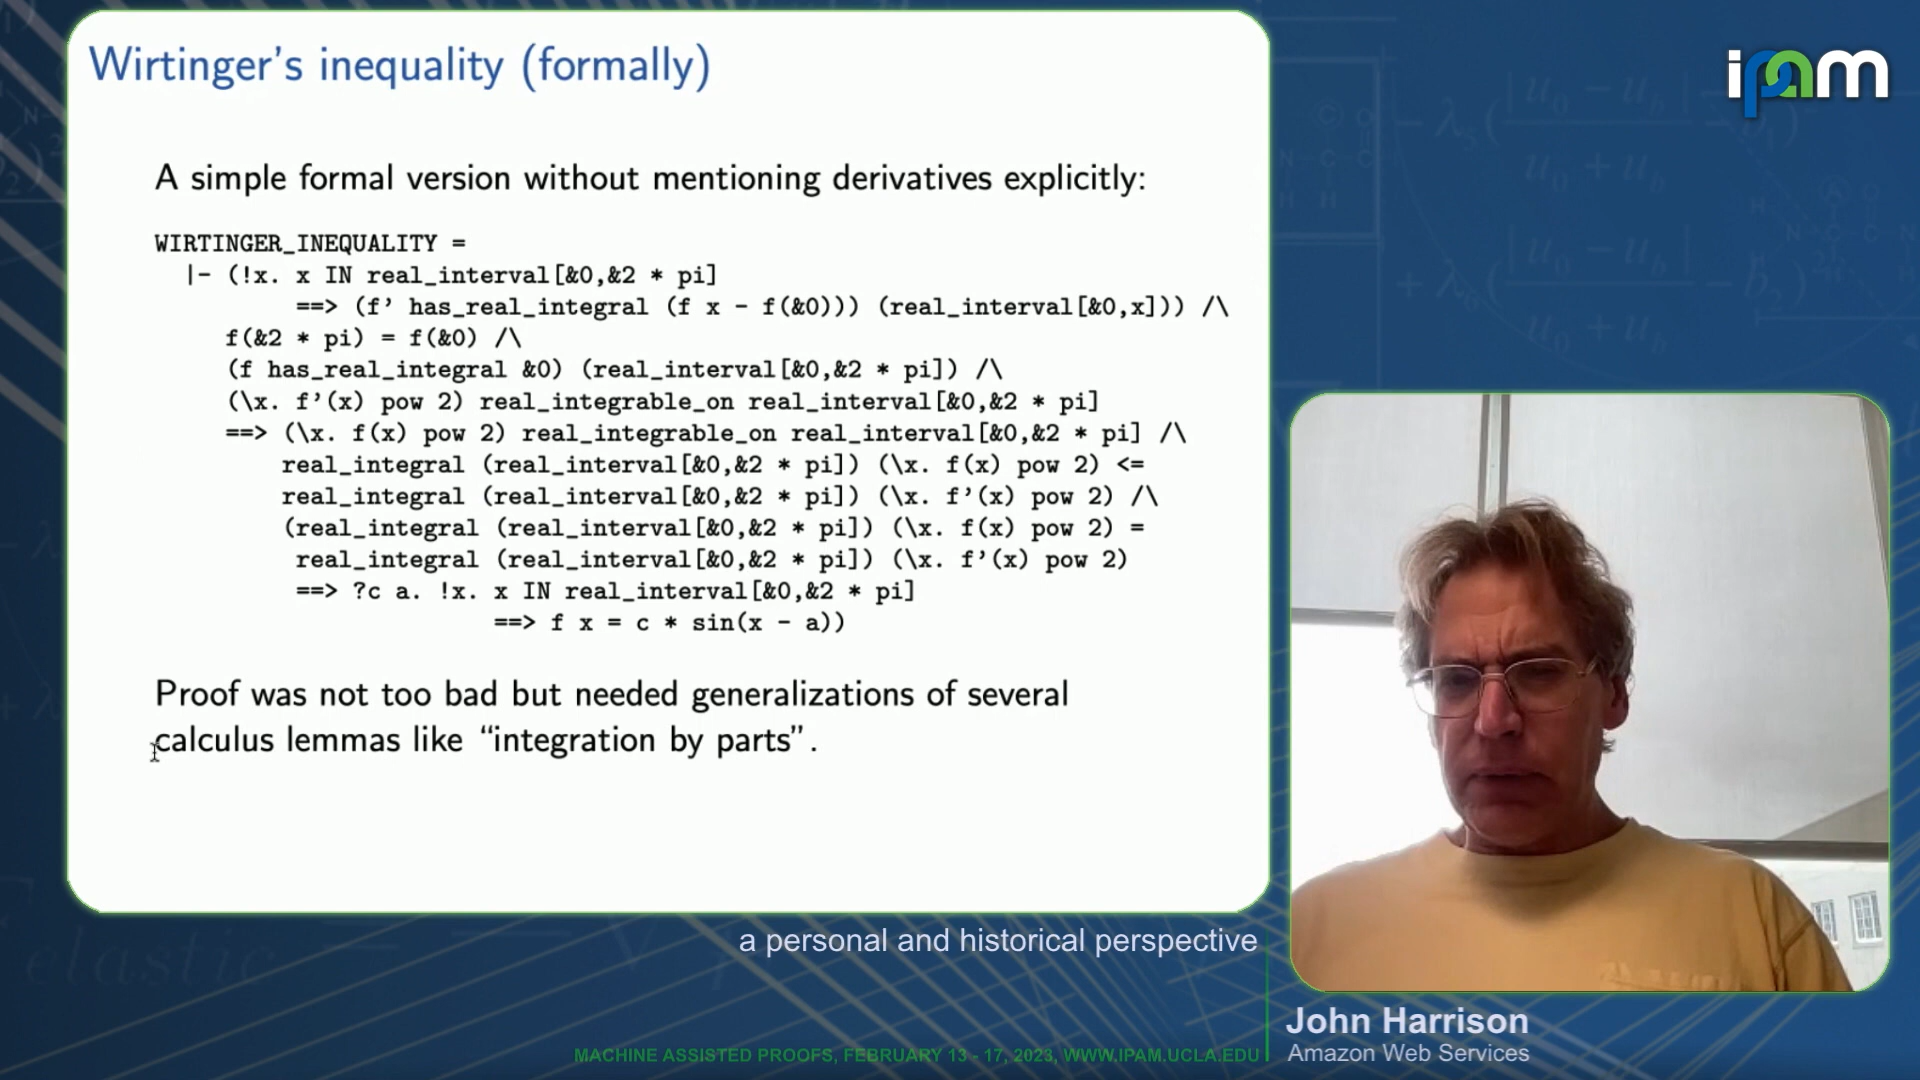 Wirtinger's inequality (formally)
ipam
A simple formal version without mentioning derivatives explicitly:
WIRTINGER_INEQUALITY =
|- (!x. x IN real_interval[&0,&2 * pi]
==> (f' has_real_integral (f x - f(&0))) (real_interval[&0,x])) /\
f(&2 * pi) = f(&0) /\
(f has_real_integral &0) (real_interval[&0,&2 * pi]) /\
(\x. f'(x) pow 2) real_integrable_on real_interval[&0,&2 * pi]
==> (\x. f(x) pow 2) real_integrable_on real_interval[&0,&2 * pi] /\
real_integral (real_interval[&0,&2 * pi]) (\x. f(x) pow 2) <=
real_integral (real_interval[&0,&2 * pi]) (\x. f'(x) pow 2) /\
(real_integral (real_interval[&0,&2 * pi]) (\x. f(x) pow 2) =
real_integral (real_interval[&0,&2 * pi]) (\x. f'(x) pow 2)
==> ?c a. !x. x IN real_interval[&0,&2 * pi]
==> f x = c * sin(x - a))
Proof was not too bad but needed generalizations of several
calculus lemmas like “integration by parts”.
elastic
a personal and historical perspective
John Harrison
Amazon Web Services
MACHINE ASSISTED PROOFS, FEBRUARY 13 - 17, 2023, WWW.IPAM.UCLA.EDU